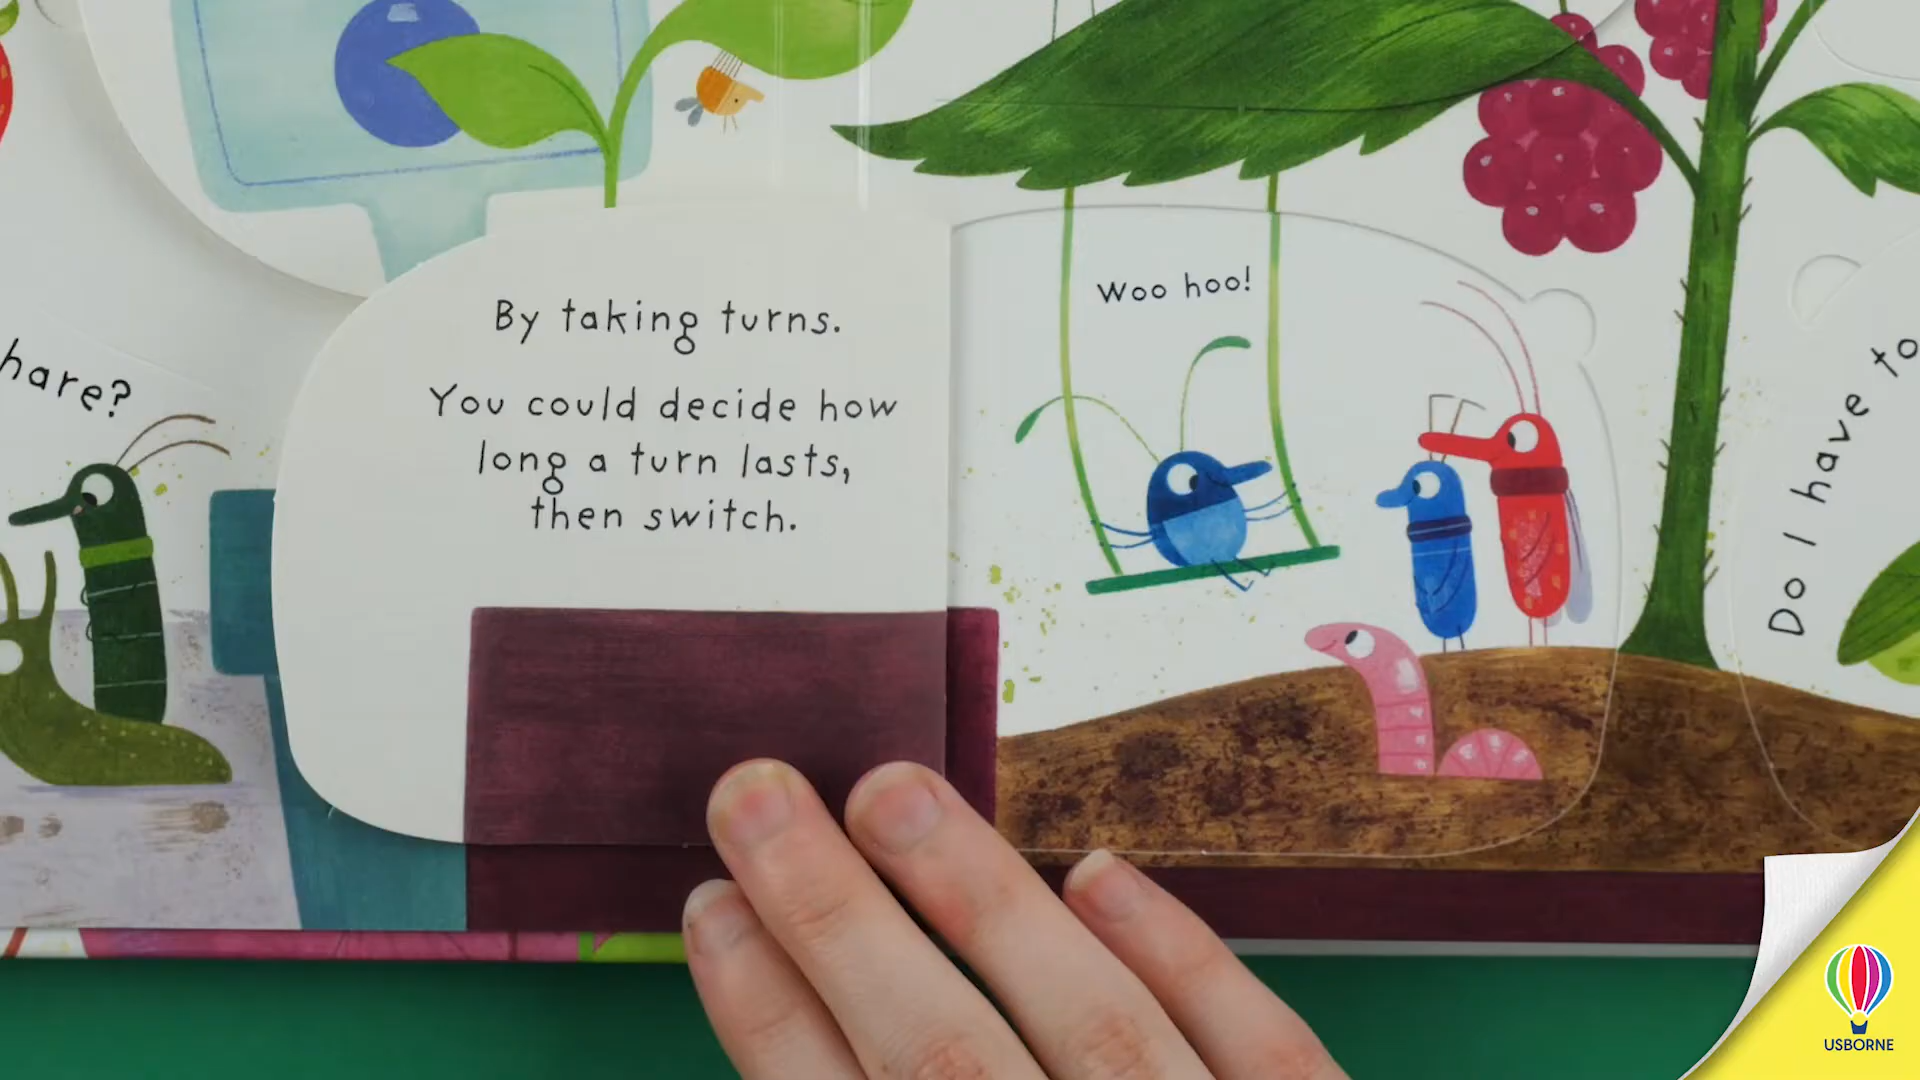 hare?
By taking turns.
You could decide how
long a turn lasts,
then switch.
Woo hoo!
Do I have to
USBORNE